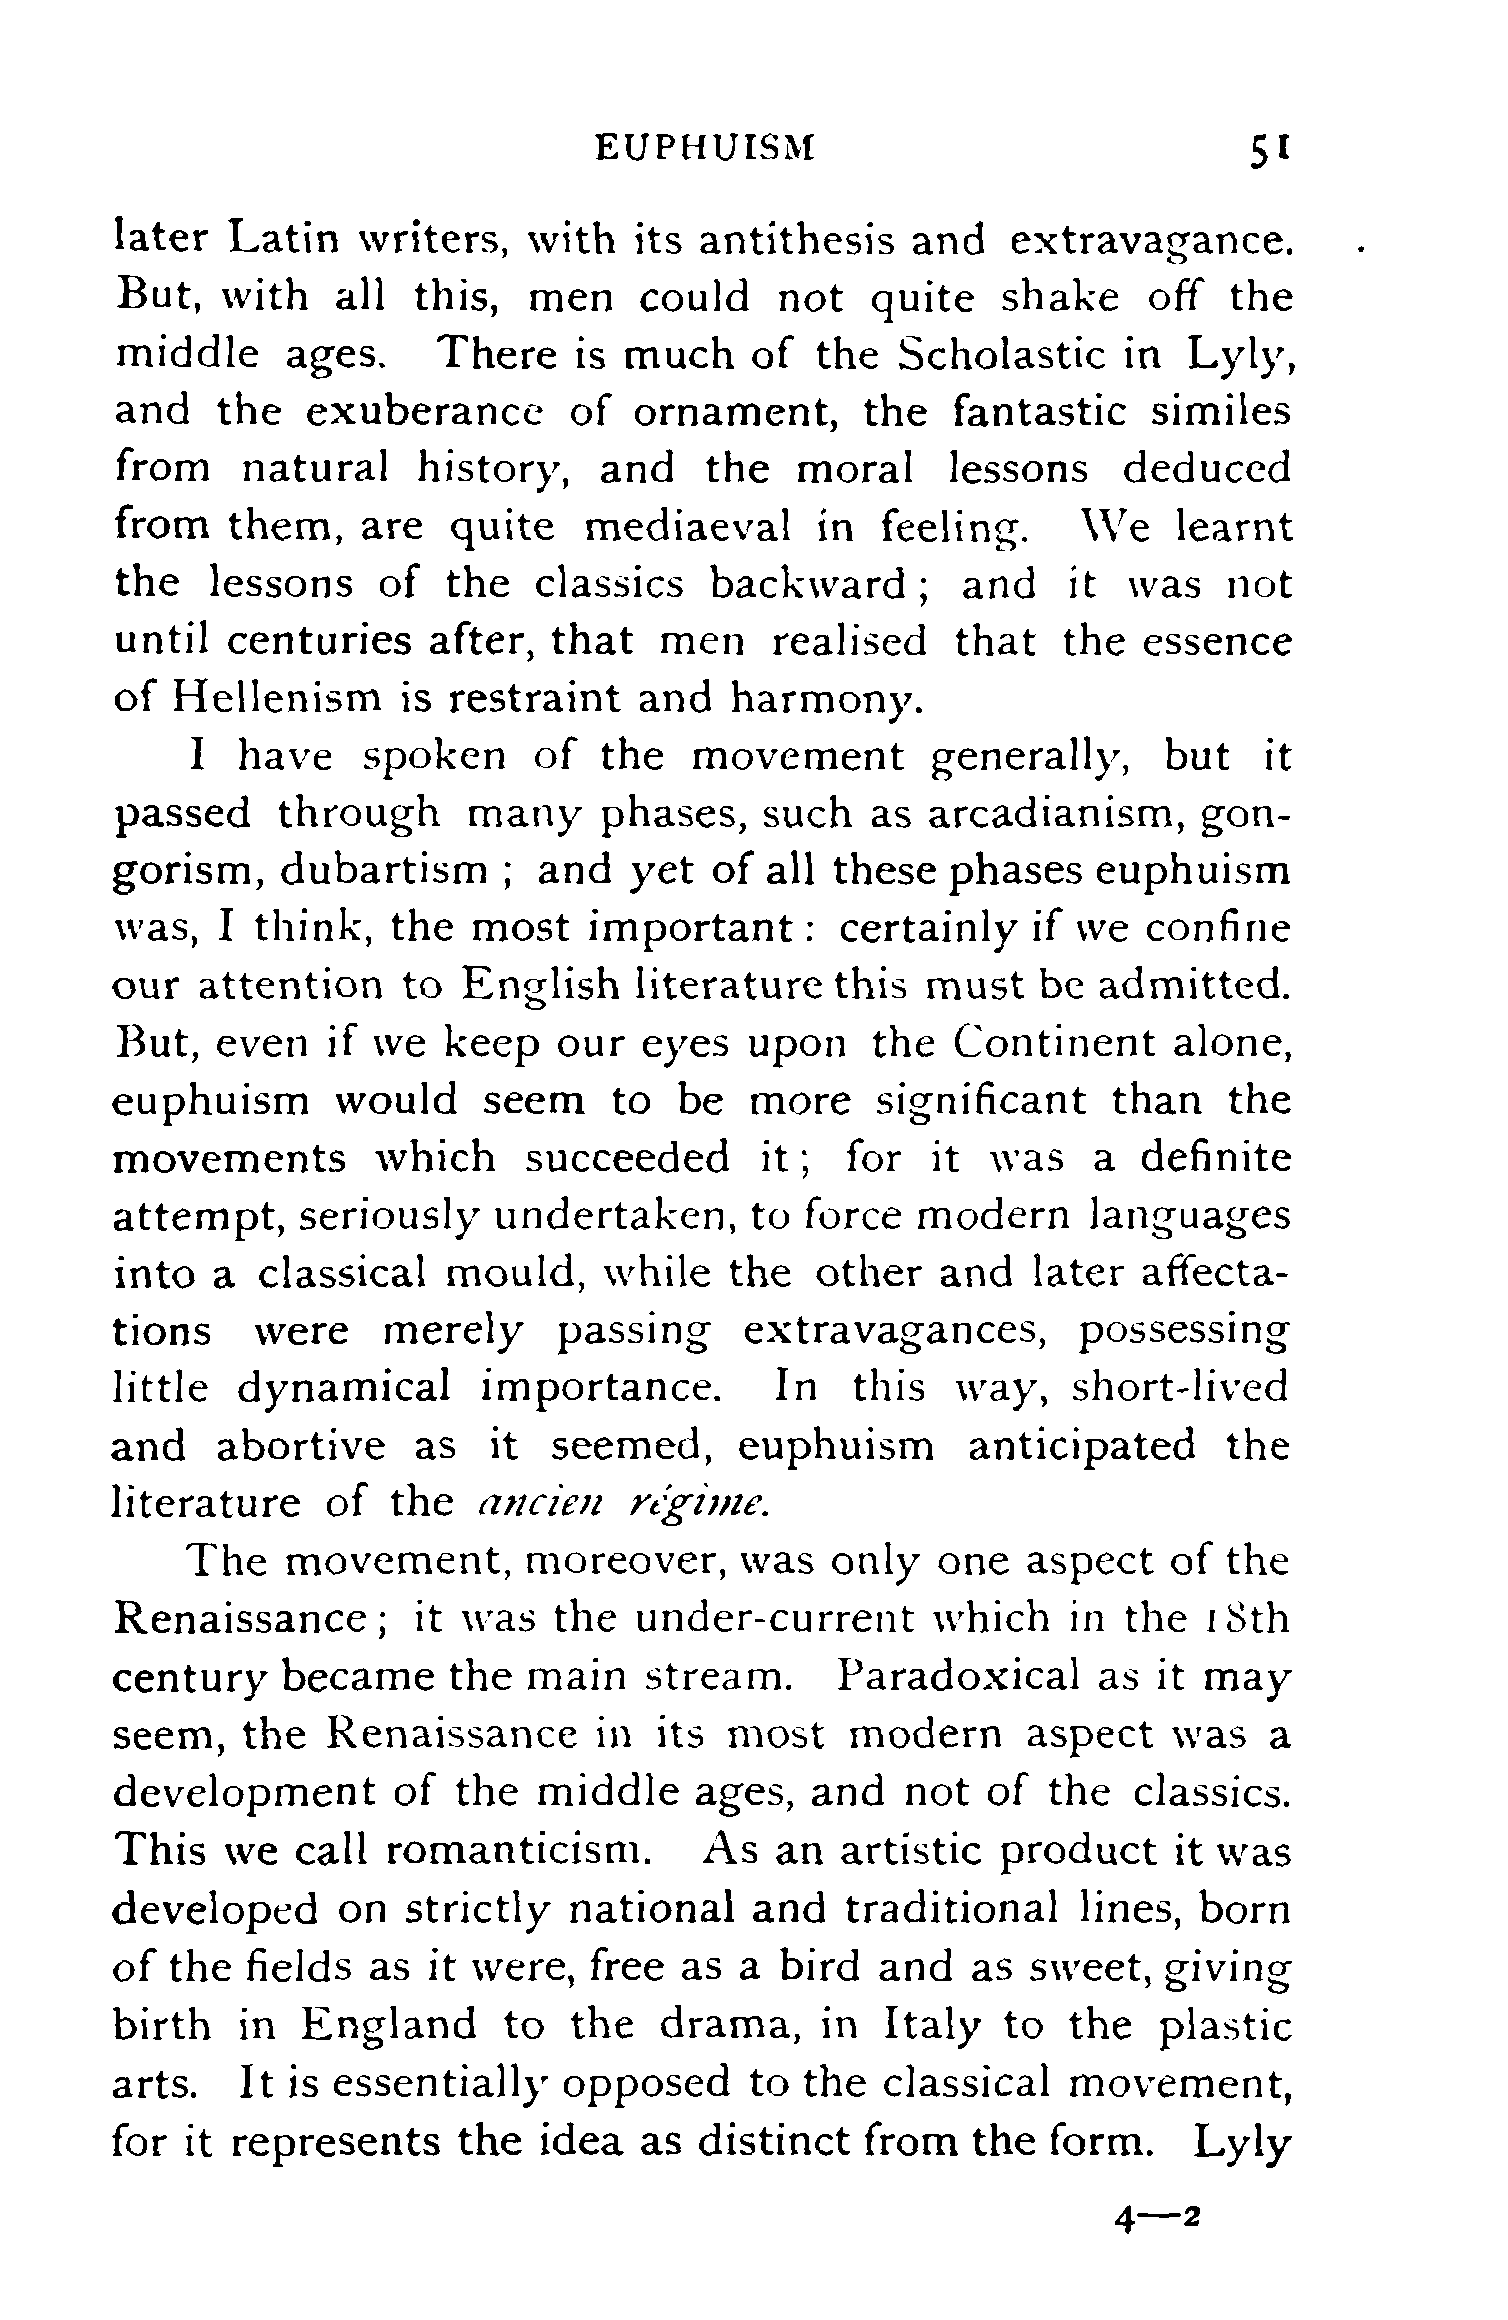 EUPHUISM 51
later Latin writers, with its antithesis and extravagance.
But, with all this, men could not quite shake off the
middle ages. There is much of the Scholastic in Lyly,
and the exuberance of ornament, the fantastic similes
from natural history, and the moral lessons deduced
from them, are quite mediaeval in feeling. We learnt
the lessons of the classics backward ; and it was not
until centuries after, that men realised that the essence
of Hellenism is restraint and harmony.
I have spoken of the movement generally, but it
passed through many phases, such as arcadianism, gon-
gorism, dubartism ; and yet of all these phases euphuism
was, I think, the most important : certainly if we confine
our attention to English literature this must be admitted.
But, even if we keep our eyes upon the Continent alone,
euphuism would seem to be more significant than the
movements which succeeded it ; for it was a definite
attempt, seriously undertaken, to force modern languages
into a classical mould, while the other and later affecta-
tions were merely passing extravagances, possessing
little dynamical importance. In this way, short-lived
and abortive as it seemed, euphuism anticipated the
literature of the ancien régime.
The movement, moreover, was only one aspect of the
Renaissance ; it was the under-current which in the 18th
century became the main stream. Paradoxical as it may
seem, the Renaissance in its most modern aspect was a
development of the middle ages, and not of the classics.
This we call romanticism. As an artistic product it was
developed on strictly national and traditional lines, born
of the fields as it were, free as a bird and as sweet, giving
birth in England to the drama, in Italy to the plastic
arts. It is essentially opposed to the classical movement,
for it represents the idea as distinct from the form. Lyly
4—2